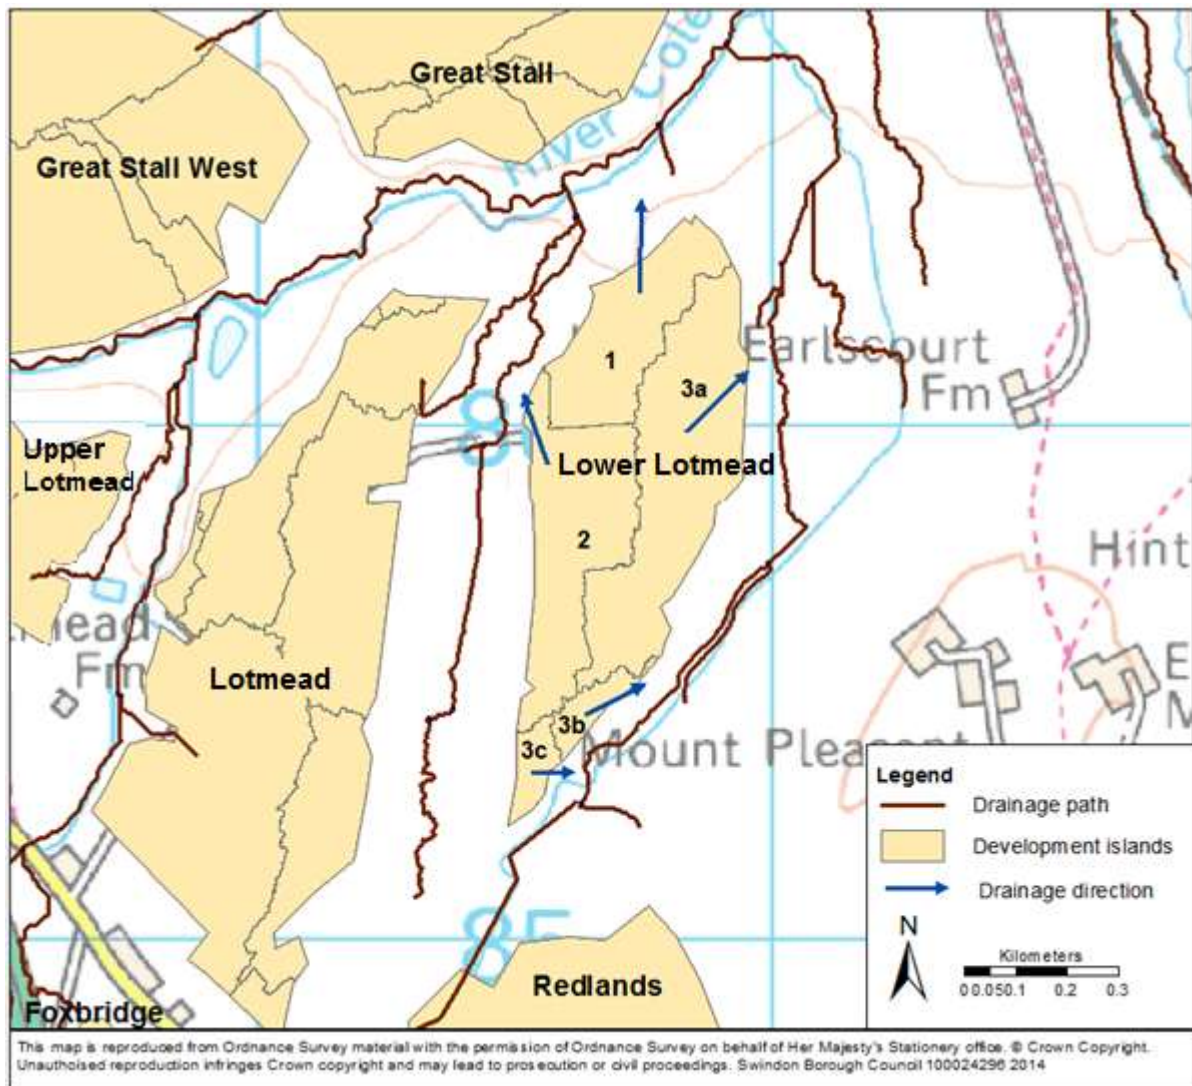 Great Stall
River Cole
Great Stall West
Earlscourt
Fm
1
3a
Upper
Lotmead
Lower Lotmead
2
Hint
Fm
Lotmead
3b
3c
Mount Pleasant
E
M
Legend
Drainage path
Development islands
Drainage direction
N
Kilometers
0 0.05 0.1 0.2 0.3
85
Redlands
Foxbridge
This map is reproduced from Ordnance Survey material with the permission of Ordnance Survey on behalf of Her Majesty's Stationery office. © Crown Copyright.
Unauthoised reproduction infringes Crown copyright and may lead to prosecution or civil proceedings. Swindon Borough Council 100024296 2014